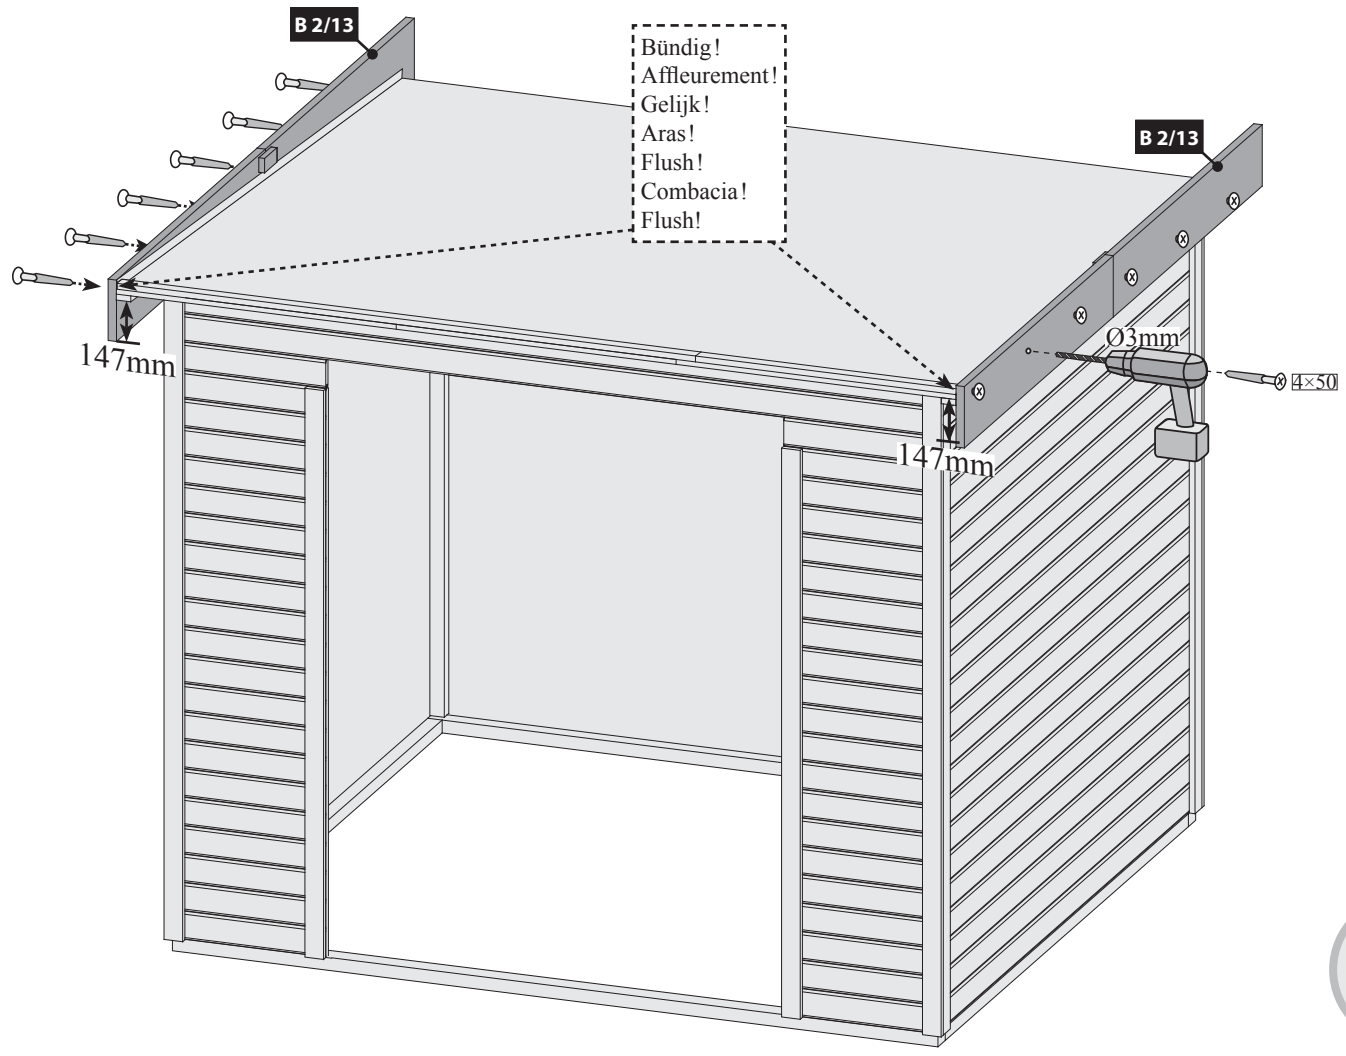 B 2/13
Bündig!
Affleurement!
Gelijk!
Aras!
Flush!
Combacia!
Flush!
B 2/13
Ø3mm
147mm
4×50
147mm